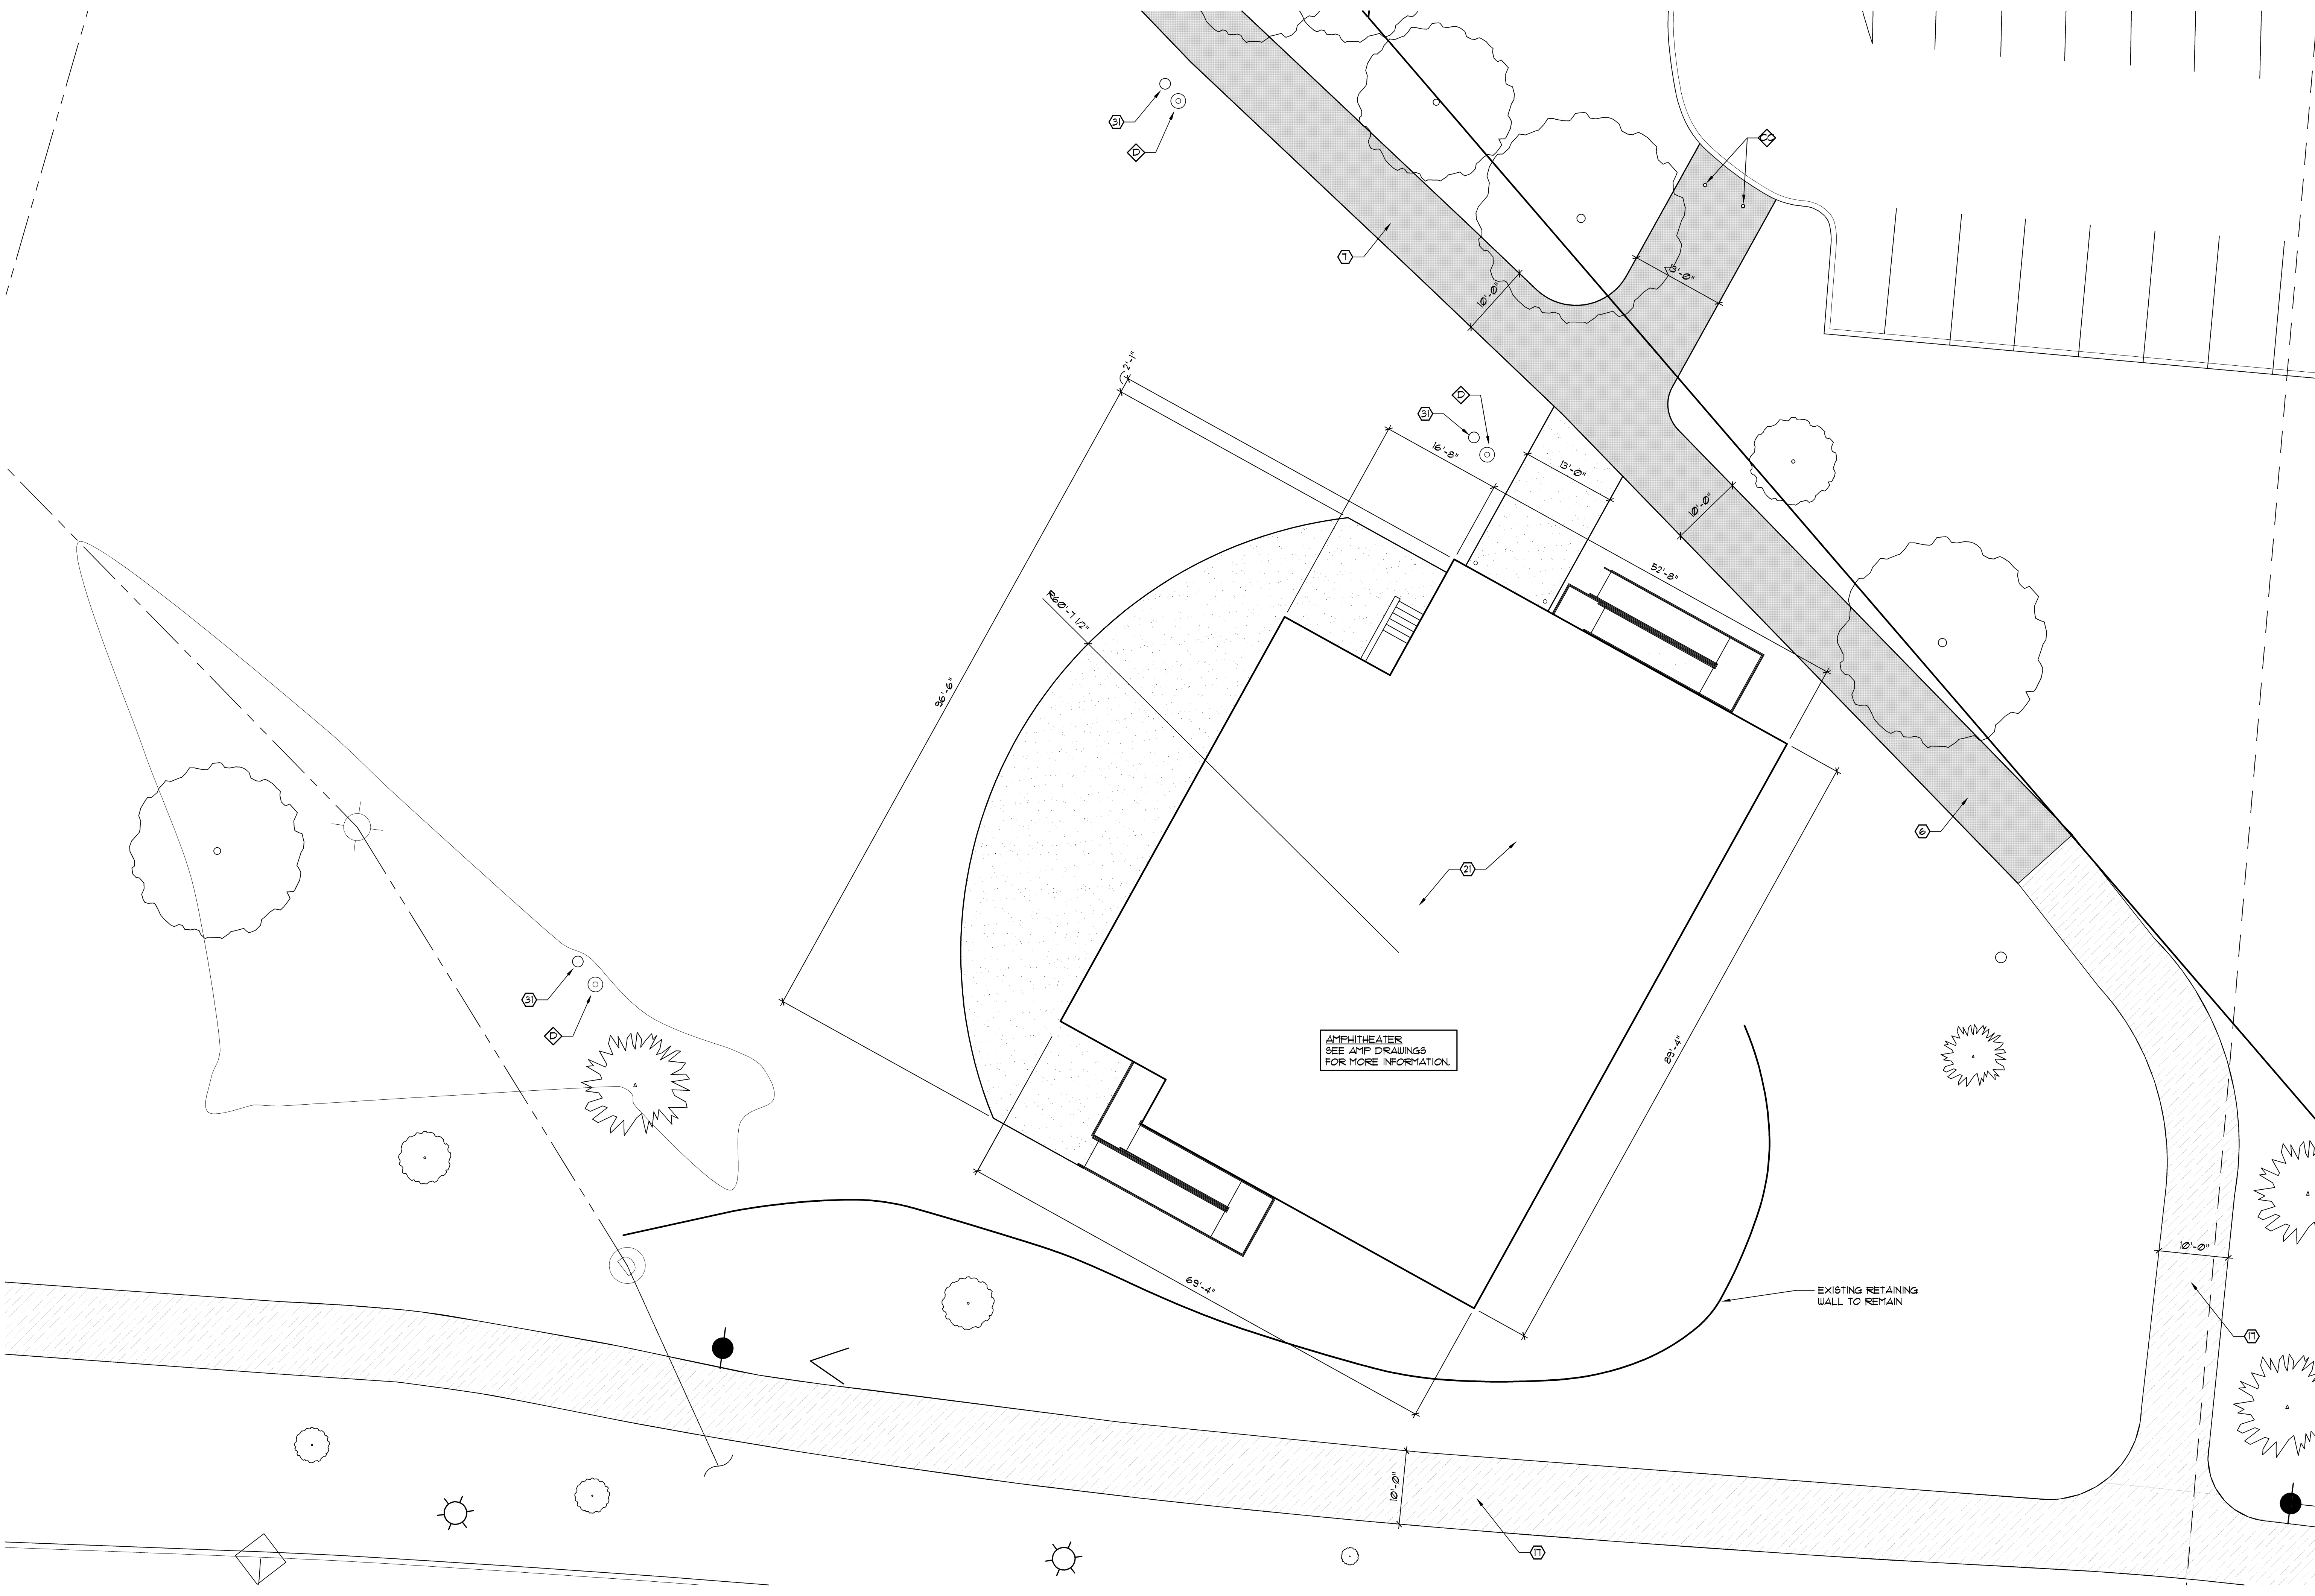 31
D
CC
7
13'-0"
10'-0"
2'-1"
D
31
16'-8"
13'-0"
10'-0"
52'-8"
R60'-7 1/2"
96'-6"
6
21
31
D
AMPHITHEATER
SEE AMP DRAWINGS
FOR MORE INFORMATION.
89'-4"
10'-0"
69'-4"
EXISTING RETAINING
WALL TO REMAIN
17
10'-0"
17